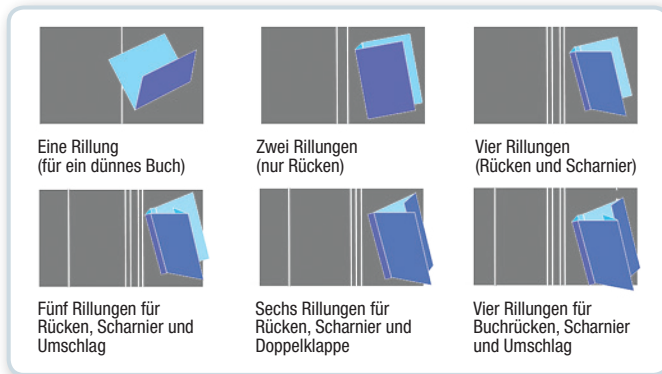 Eine Rillung
(für ein dünnes Buch)
Zwei Rillungen
(nur Rücken)
Vier Rillungen
(Rücken und Scharnier)
Fünf Rillungen für
Rücken, Scharnier und
Umschlag
Sechs Rillungen für
Rücken, Scharnier und
Doppelklappe
Vier Rillungen für
Buchrücken, Scharnier
und Umschlag